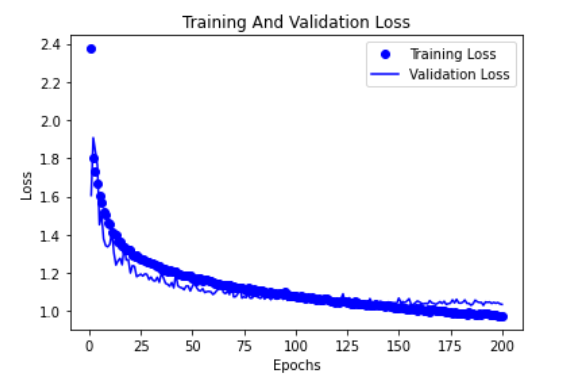 Training And Validation Loss
2.4
2.2
2.0
1.8
1.6
1.4
1.2
1.0
Loss
Training Loss
Validation Loss
0 25 50 75 100 125 150 175 200
Epochs